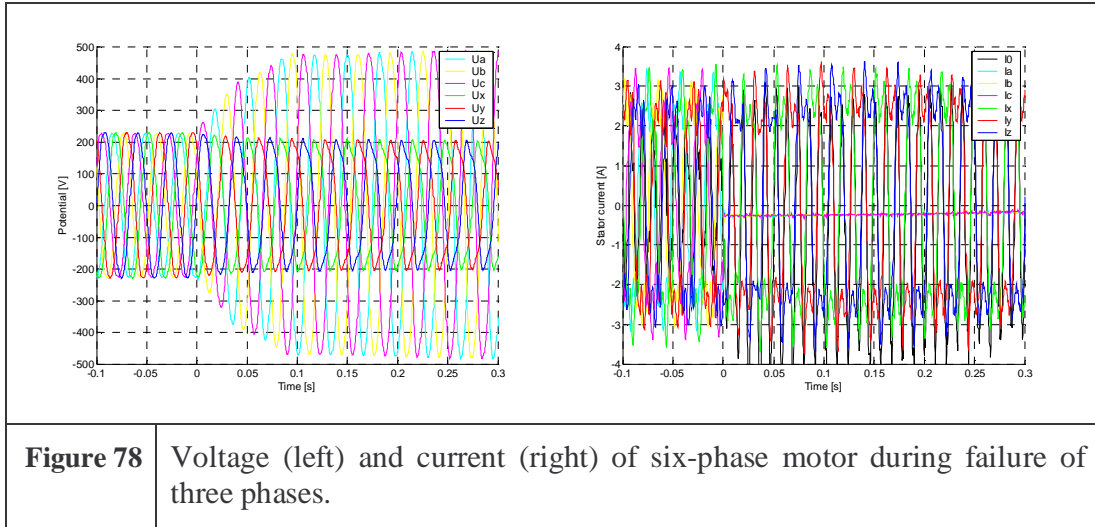 500
400
300
200
100
0
-100
-200
-300
-400
-500
Potential [V]
-0.1
-0.05
0
0.05
0.1
0.15
0.2
0.25
0.3
Time [s]
Ua
Ub
Uc
Ux
Uy
Uz
4
3
2
1
0
-1
-2
-3
-4
Stator current [A]
-0.1
-0.05
0
0.05
0.1
0.15
0.2
0.25
0.3
Time [s]
I0
Ia
Ib
Ic
Ix
Iy
Iz
Figure 78
Voltage (left) and current (right) of six-phase motor during failure of
three phases.